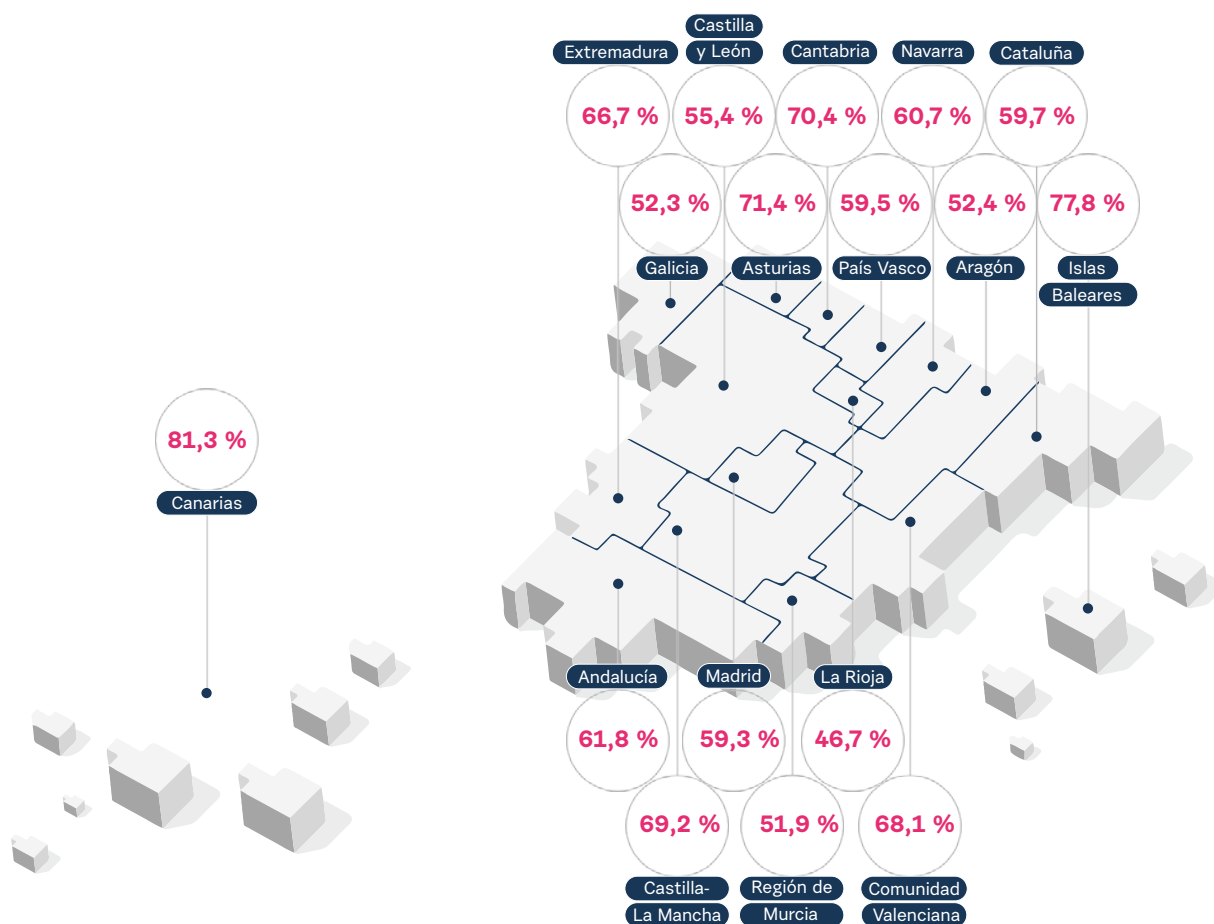 Castilla
Extremadura
y León
Cantabria
Navarra
Cataluña
66,7 %
55,4 %
70,4 %
60,7 %
59,7 %
52,3 %
71,4 %
59,5 %
52,4 %
77,8 %
Galicia
Asturias
País Vasco
Aragón
Islas
Baleares
81,3 %
Canarias
Andalucía
Madrid
La Rioja
61,8 %
59,3 %
46,7 %
69,2 %
51,9 %
68,1 %
Castilla-
La Mancha
Región de
Murcia
Comunidad
Valenciana